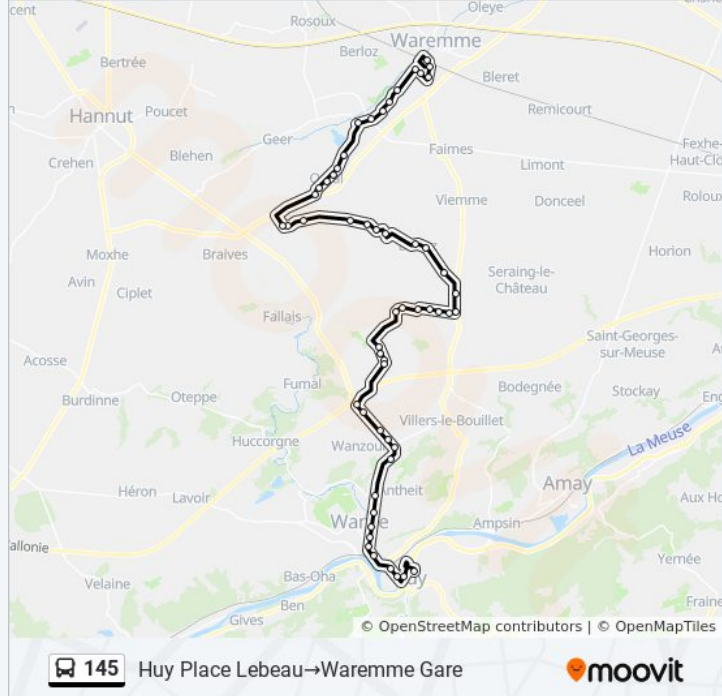 cent
Rosoux
Oleye
Berloz
Waremme
Bertrée
Bleret
Hannut
Poucet
Remicourt
Geer
Faimes
Fexhe-
Haut-Clo
Crehen
Blehen
Limont
Viemme
Donceel
Roloux
Moxhe
Braives
Horion
Avin
Ciplet
Seraing-le-
Château
Fallais
Saint-Georges-
sur-Meuse
Acosse
Fumal
Bodegnée
Stockay
Burdinne
Oteppe
Eng
Villers-le-Bouillet
Huccorgne
Wanzou
La Meuse
Héron
Lavoir
Antheit
Amay
Aux Ho
Wan
e
Ampsin
allonie
Yernée
Velaine
Bas-Oha
Fraine
Ben
Gives
© OpenStreetMap contributors | © OpenMapTiles
145 Huy Place Lebeau→Waremme Gare
moovit